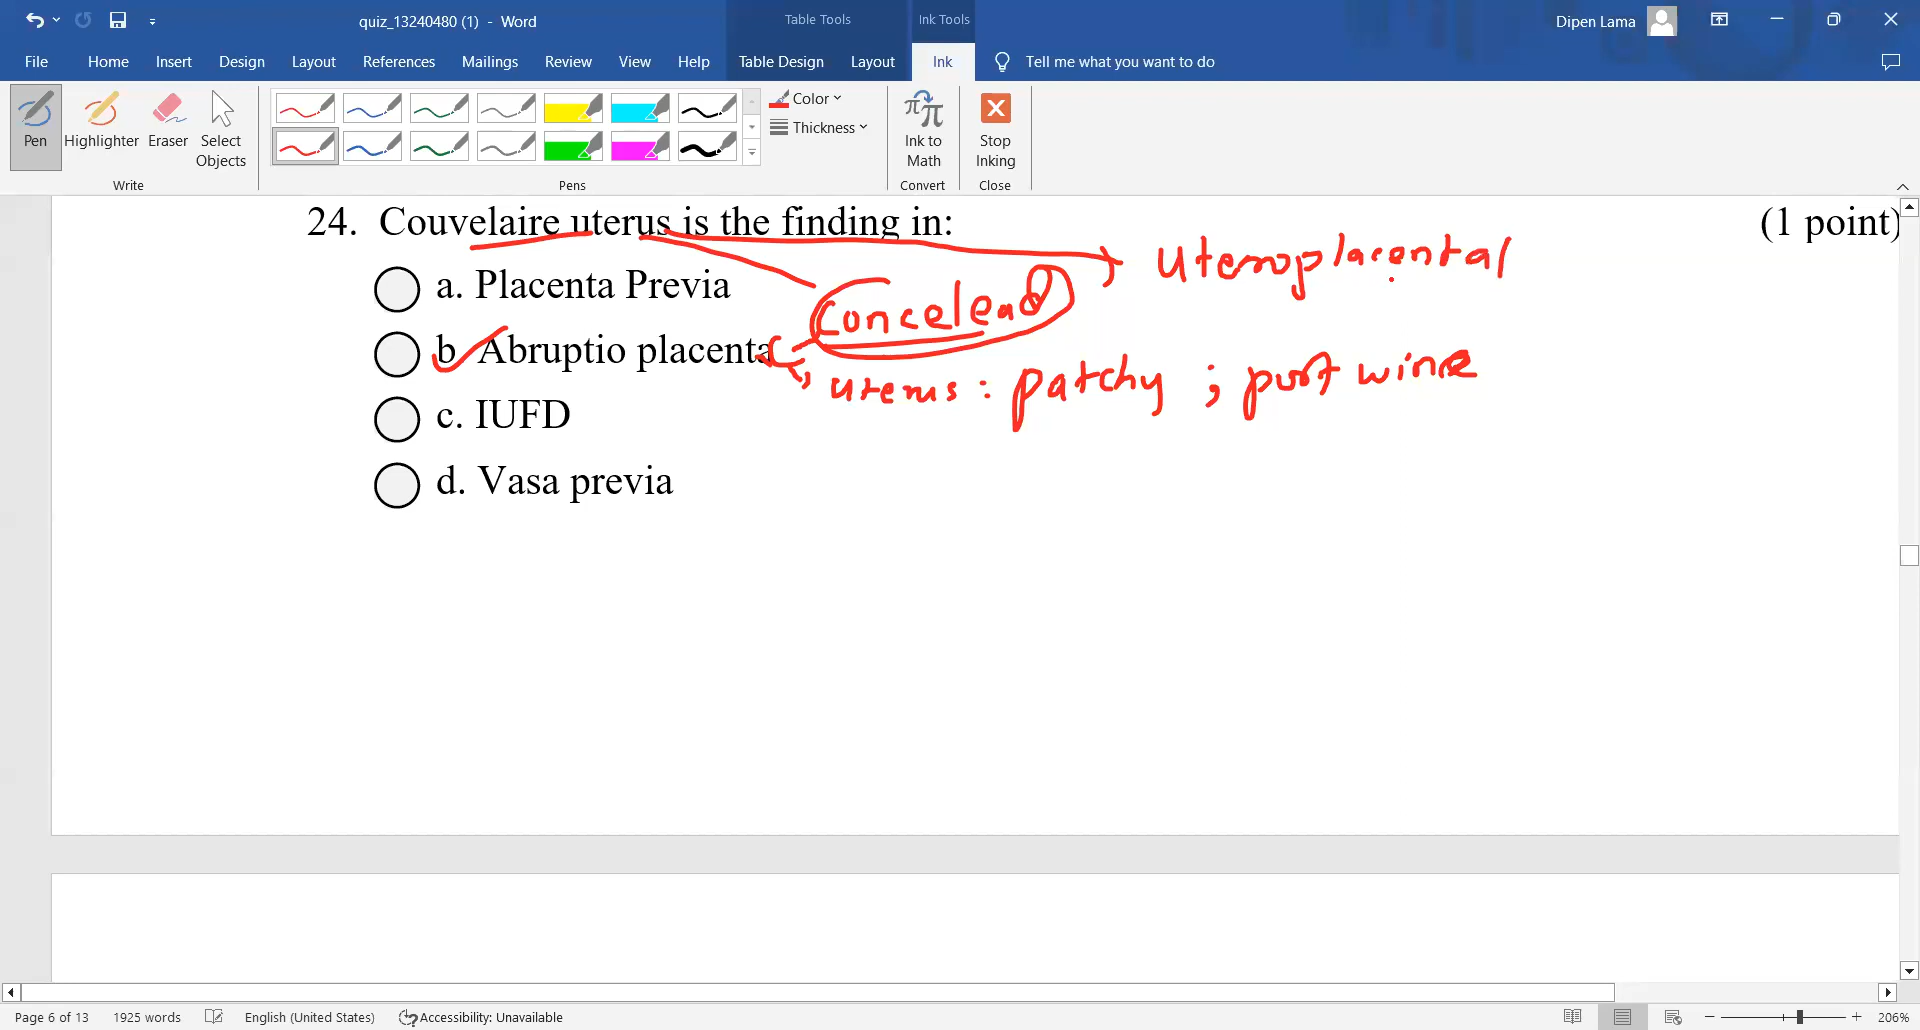 quiz_13240480 (1) - Word
Table Tools
Ink Tools
Dipen Lama
File Home Insert Design Layout References Mailings Review View Help Table Design Layout Ink Tell me what you want to do
Pen
Highlighter
Eraser
Select Objects
Color
Thickness
Ink to Math
Stop Inking
Write
Pens
Convert
Close
24. Couvelaire uterus is the finding in:
(1 point)
Uteroplacental
a. Placenta Previa
Concelead
b. Abruptio placenta
uterus : patchy ; port wine
c. IUFD
d. Vasa previa
Page 6 of 13 1925 words English (United States) Accessibility: Unavailable
206%